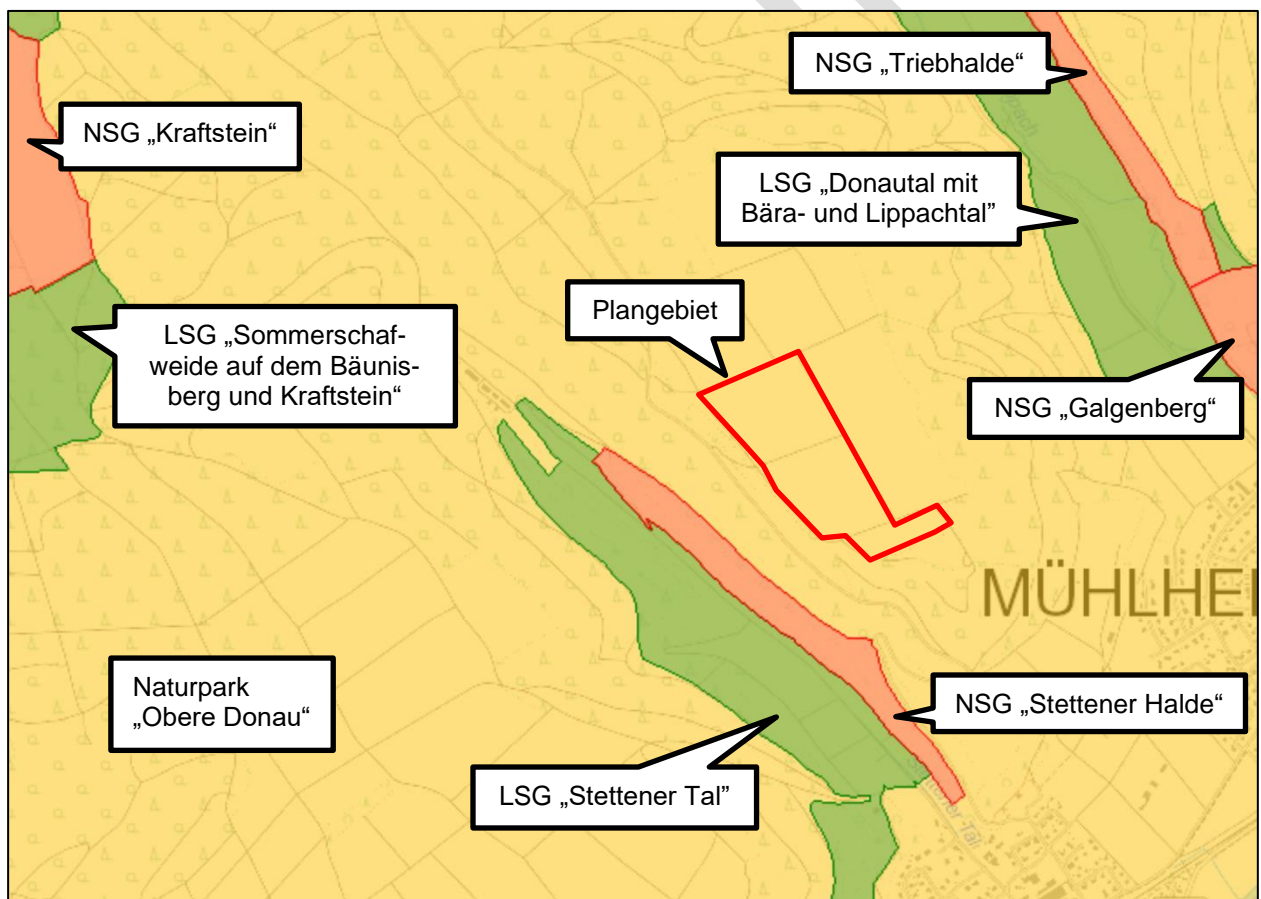 NSG „Triebhalde“
NSG „Kraftstein“
LSG „Donautal mit
Bära- und Lippachtal”
Plangebiet
LSG „Sommerschaf-
weide auf dem Bäunis-
berg und Kraftstein“
NSG „Galgenberg“
MÜHLHEI
Naturpark
„Obere Donau“
NSG „Stettener Halde“
LSG „Stettener Tal”